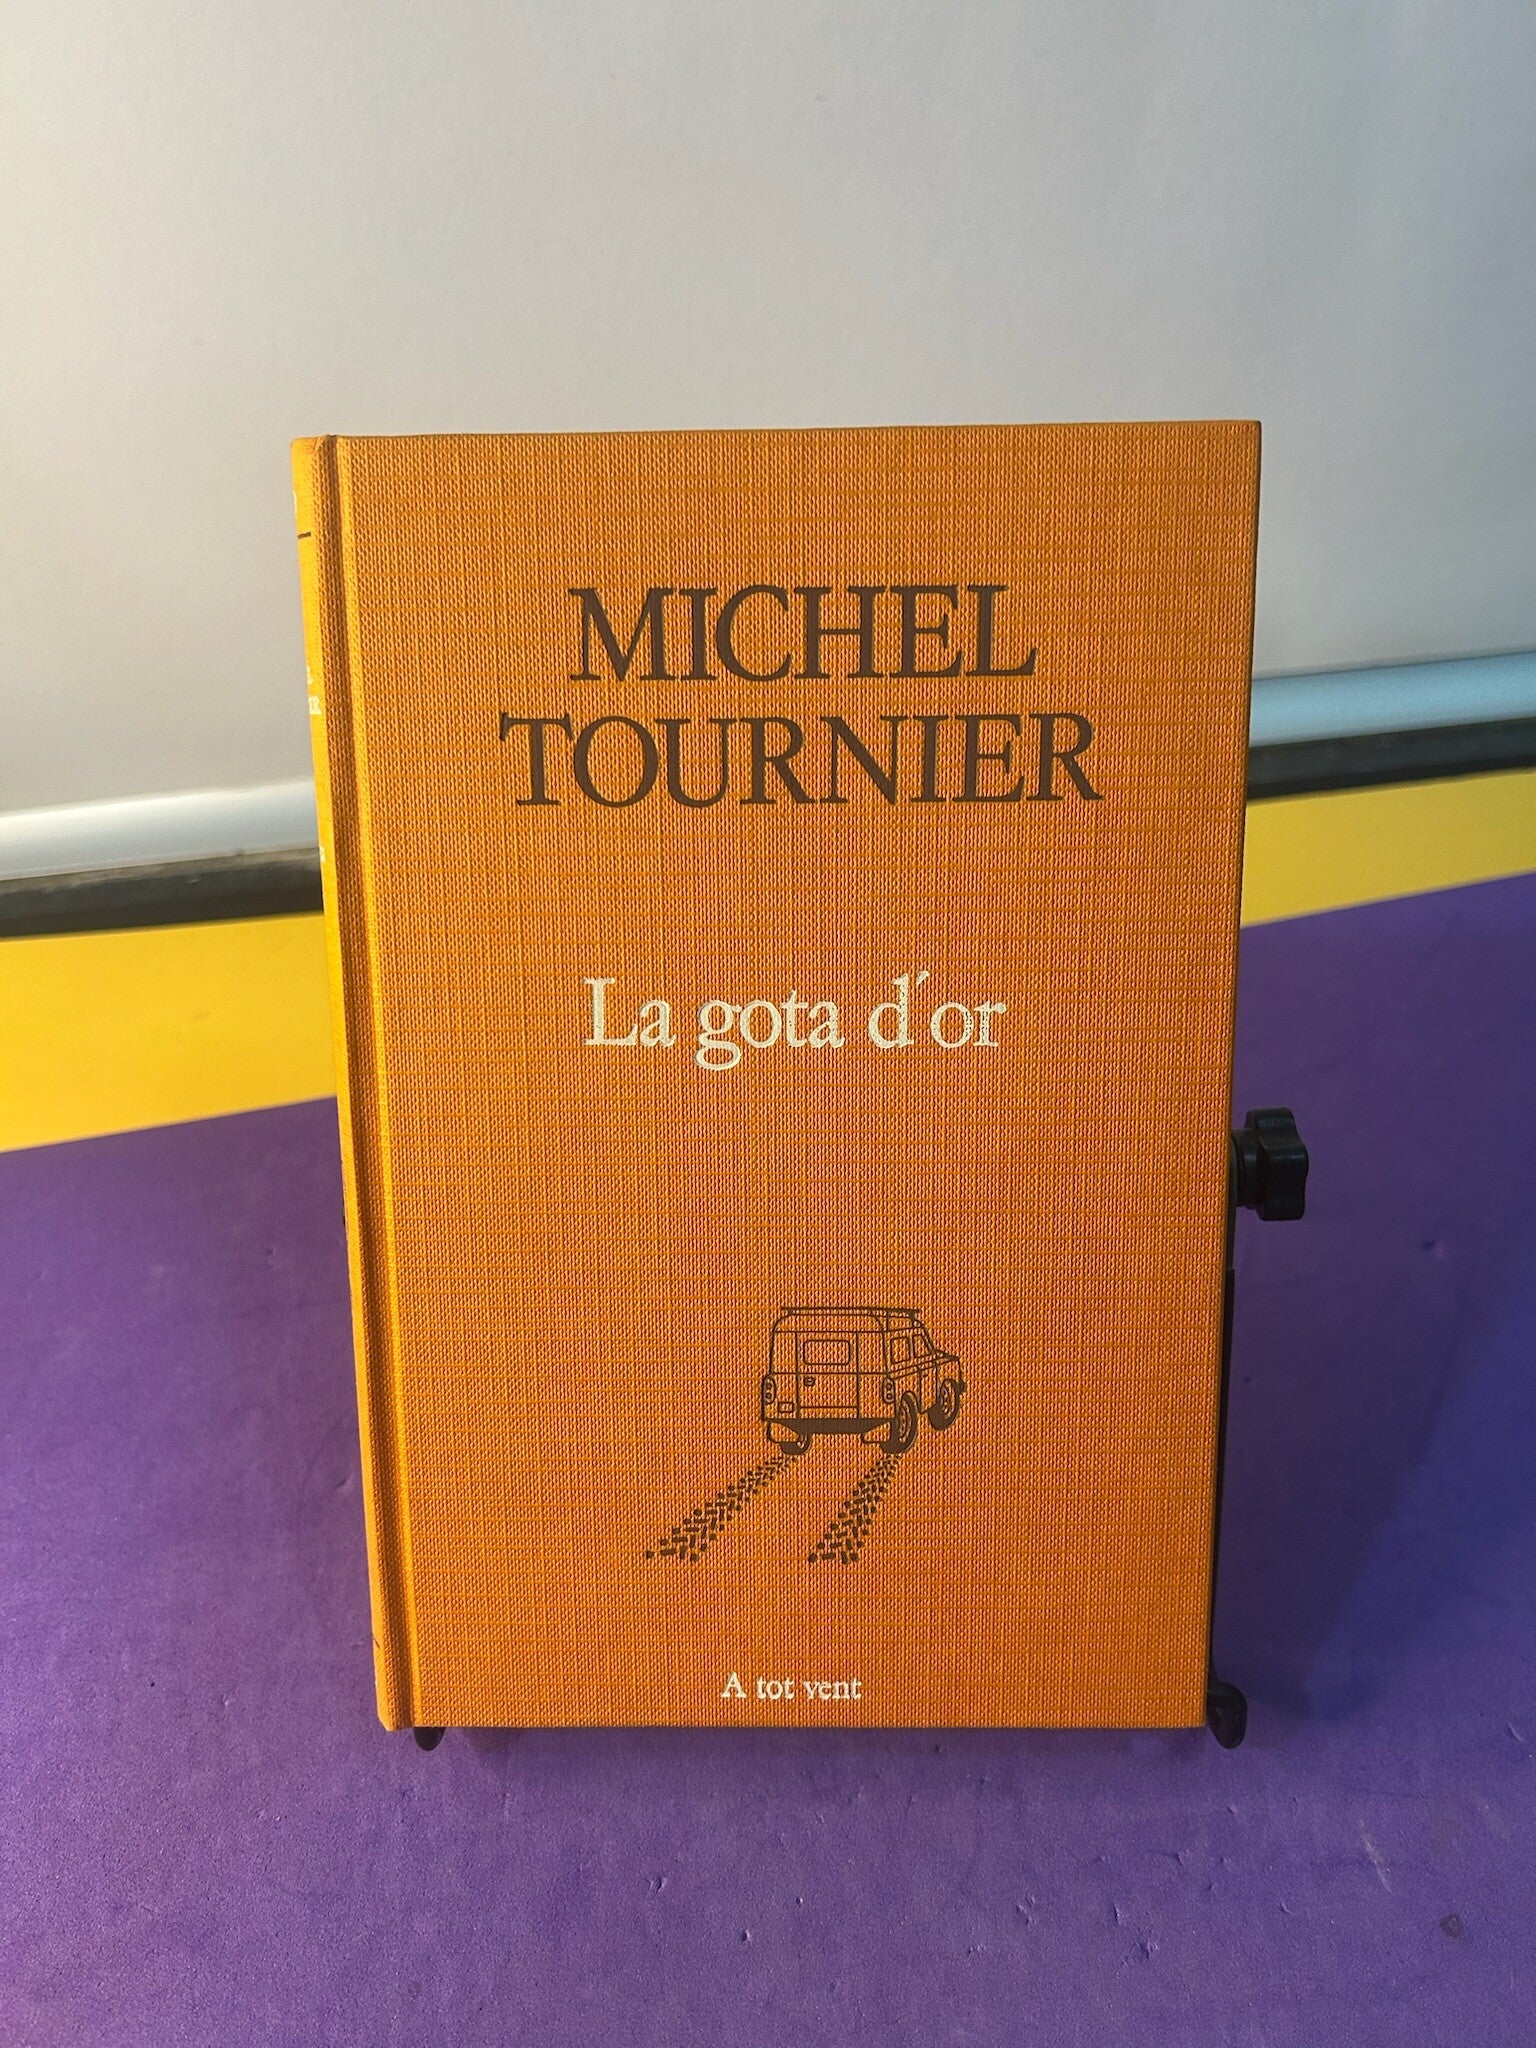 MICHEL
TOURNIER
La gota d'or
A tot vent